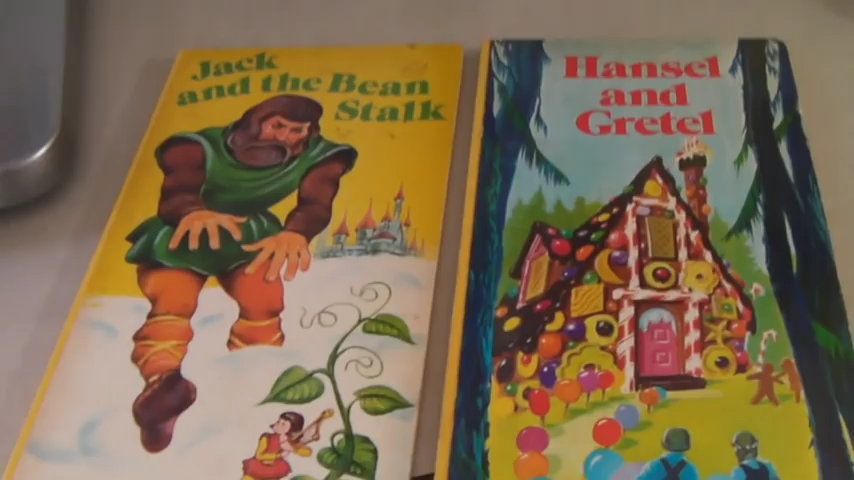 Jack
and the Bean
Stalk
Hansel
and
Gretel